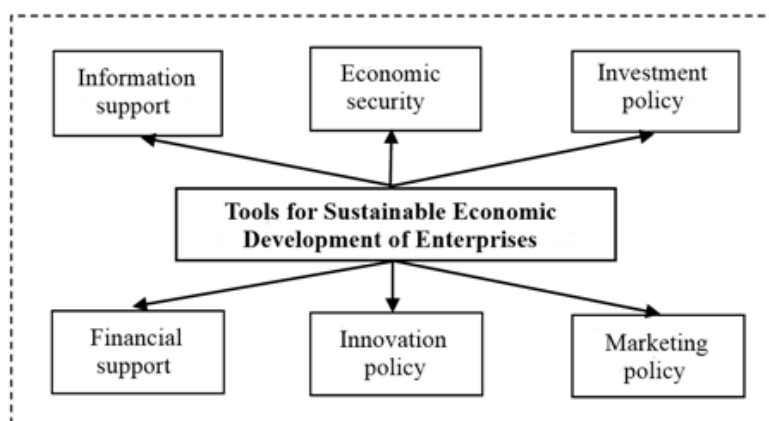 Information
support
Economic
security
Investment
policy
Tools for Sustainable Economic
Development of Enterprises
Financial
support
Innovation
policy
Marketing
policy